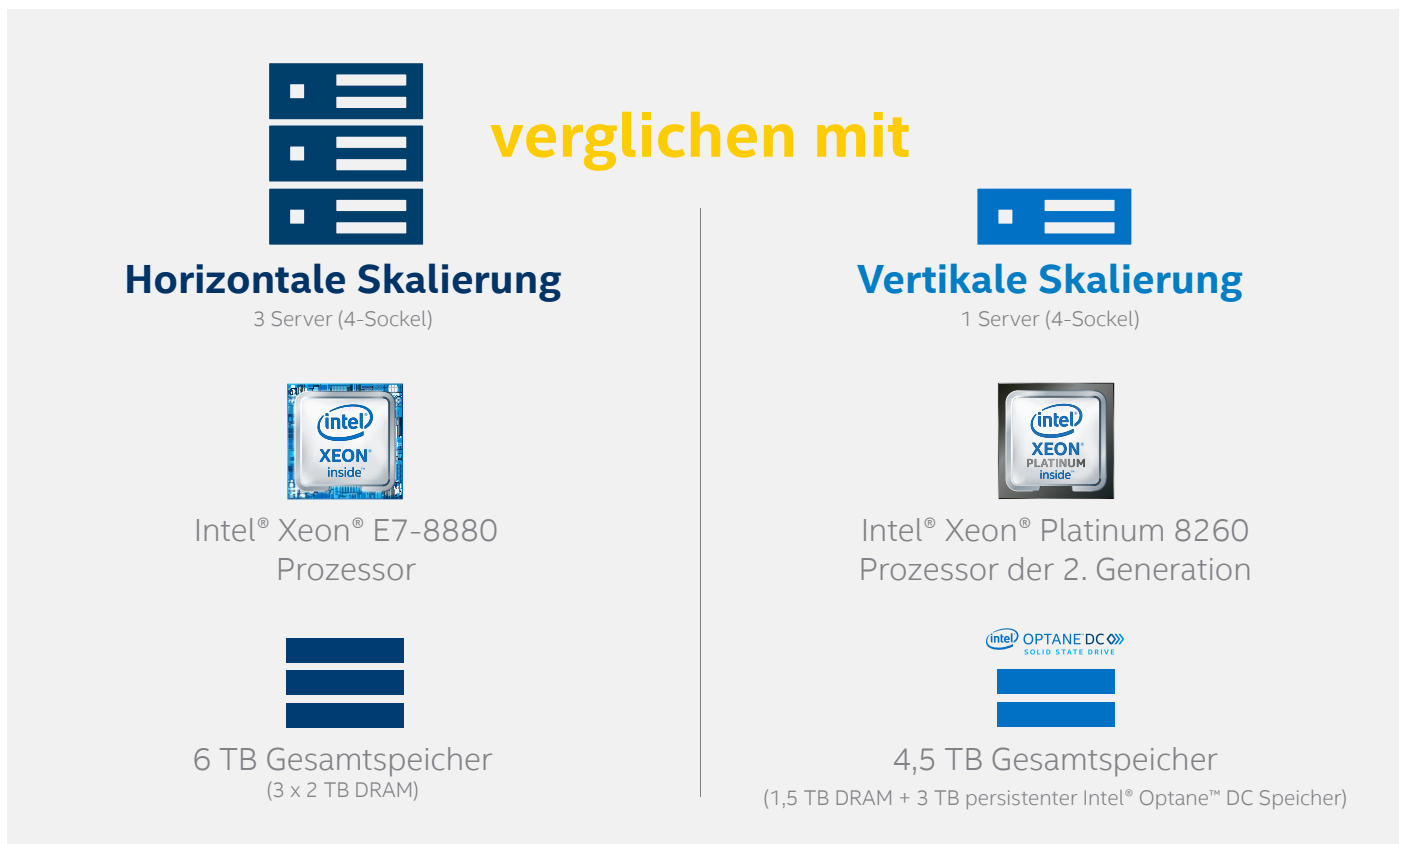 verglichen mit
Horizontale Skalierung
3 Server (4-Sockel)
intel®
XEON®
inside™
Intel® Xeon® E7-8880
Prozessor
6 TB Gesamtspeicher
(3 x 2 TB DRAM)
Vertikale Skalierung
1 Server (4-Sockel)
intel®
XEON®
PLATINUM
inside™
Intel® Xeon® Platinum 8260
Prozessor der 2. Generation
intel® OPTANE™ DC
SOLID STATE DRIVE
4,5 TB Gesamtspeicher
(1,5 TB DRAM + 3 TB persistenter Intel® Optane™ DC Speicher)